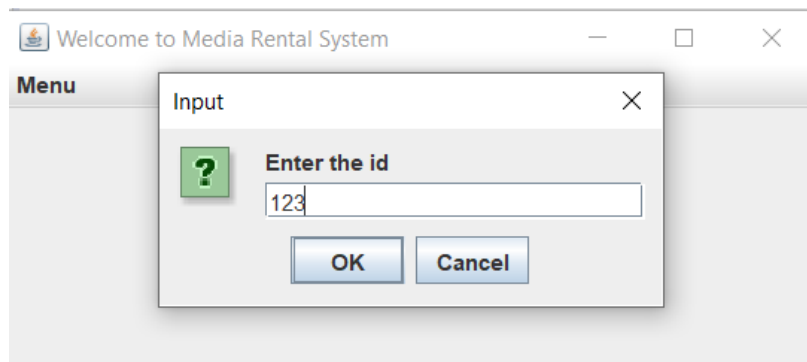 Welcome to Media Rental System
Menu
Input
Enter the id
123
OK Cancel